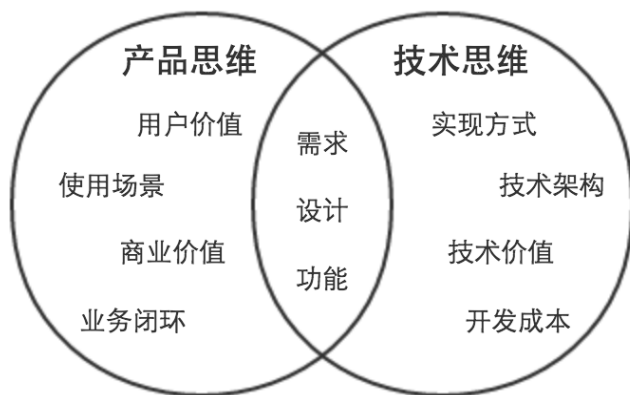 产品思维
技术思维
用户价值
需求
实现方式
使用场景
设计
技术架构
商业价值
功能
技术价值
业务闭环
开发成本